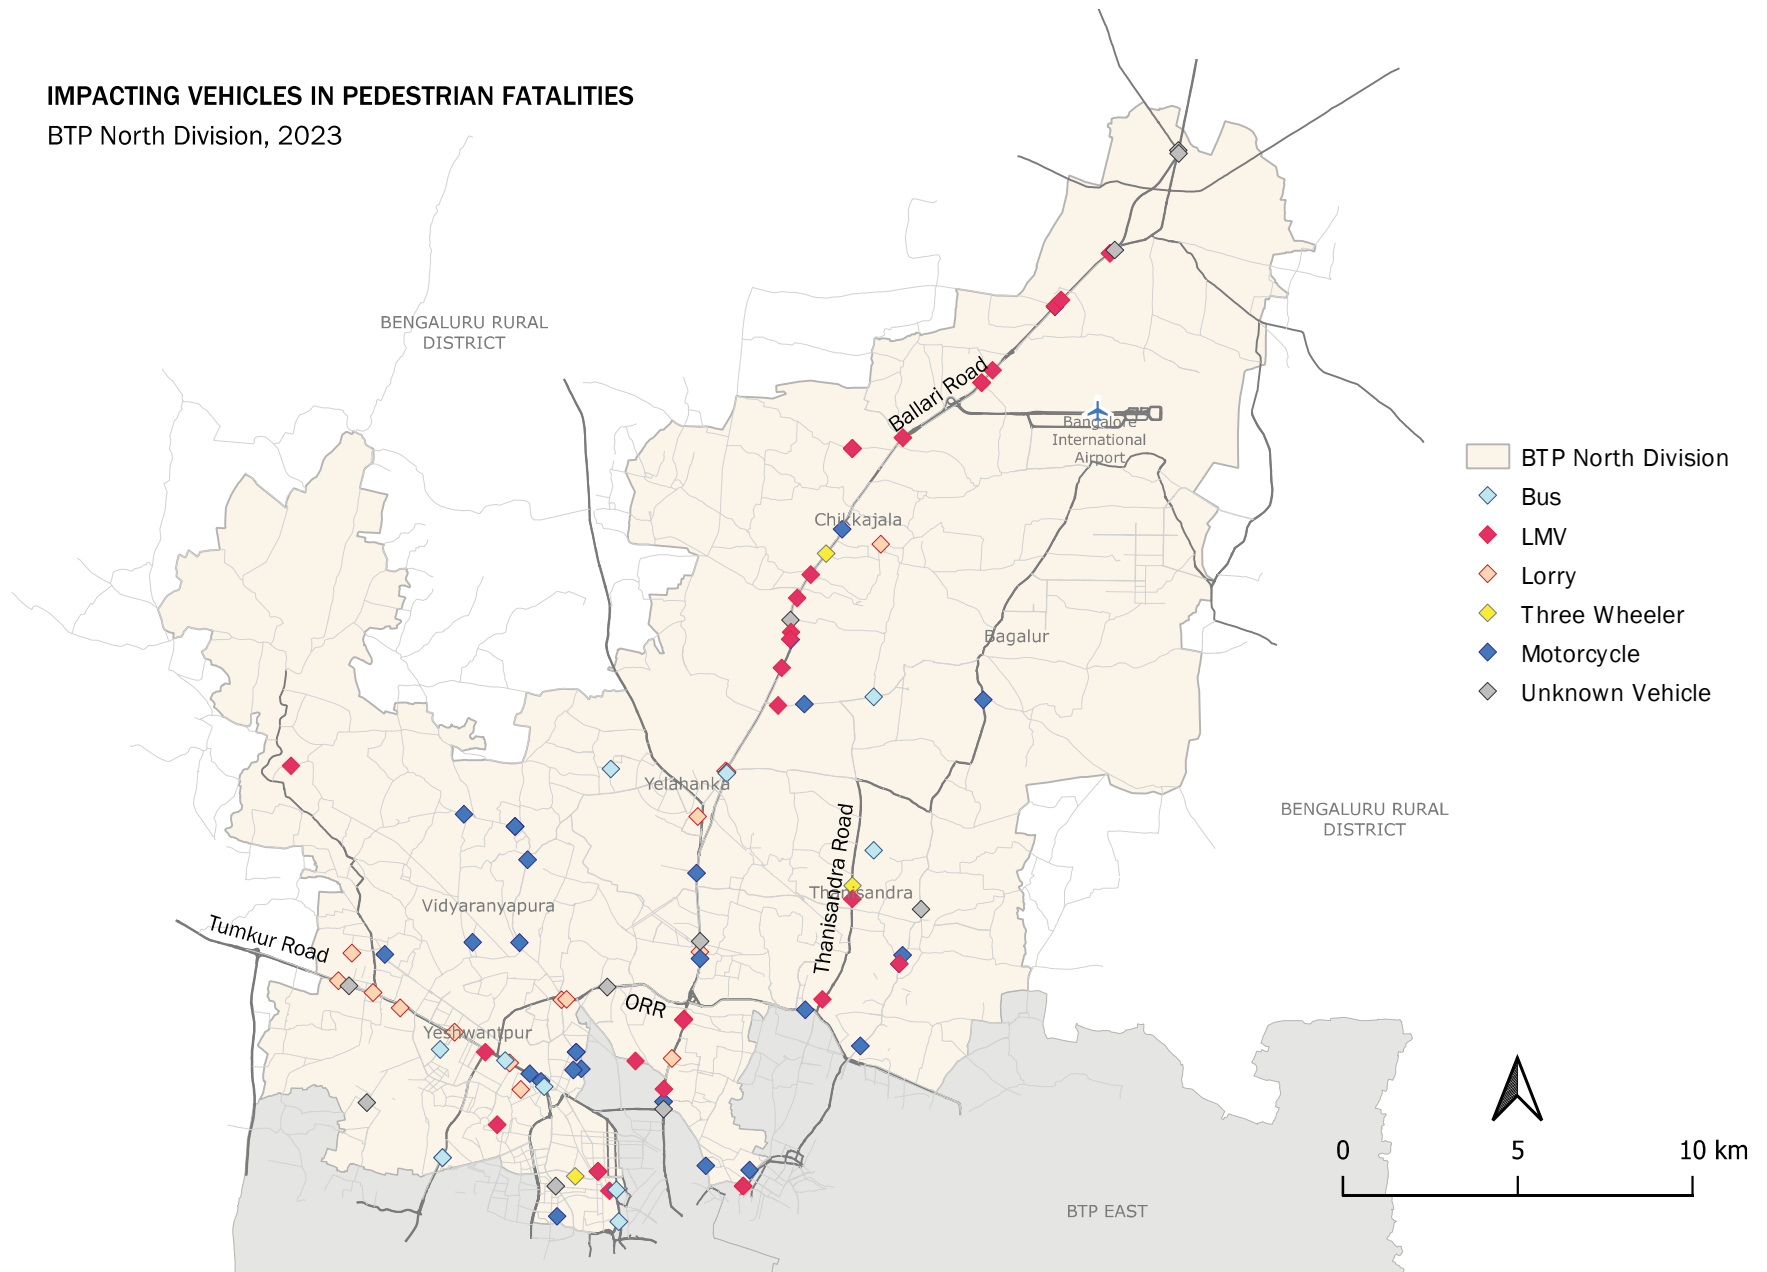 IMPACTING VEHICLES IN PEDESTRIAN FATALITIES
BTP North Division, 2023
BENGALURU RURAL
DISTRICT
Ballari Road
Bangalore
International
Airport
BTP North Division
Bus
LMV
Lorry
Three Wheeler
Motorcycle
Unknown Vehicle
Chikkajala
Bagalur
Yelahanka
BENGALURU RURAL
DISTRICT
Thanisandra Road
Thanisandra
Vidyaranyapura
Tumkur Road
ORR
Yeshwantpur
0 5 10 km
BTP EAST